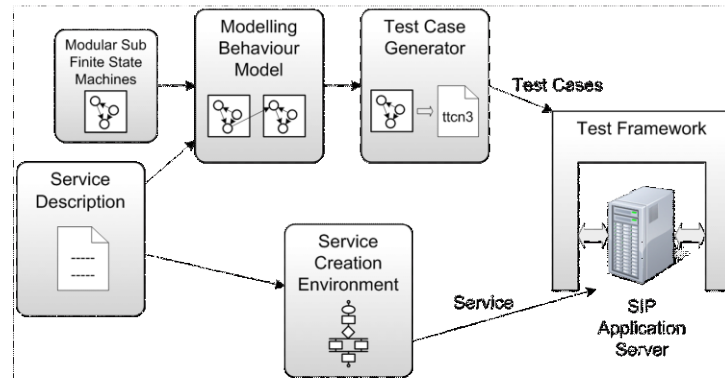 Modular Sub
Finite State
Machines
Modelling
Behaviour
Model
Test Case
Generator
ttcn3
Test Cases
Test Framework
Service
Description
-----
-----
Service
Creation
Environment
Service
SIP
Application
Server